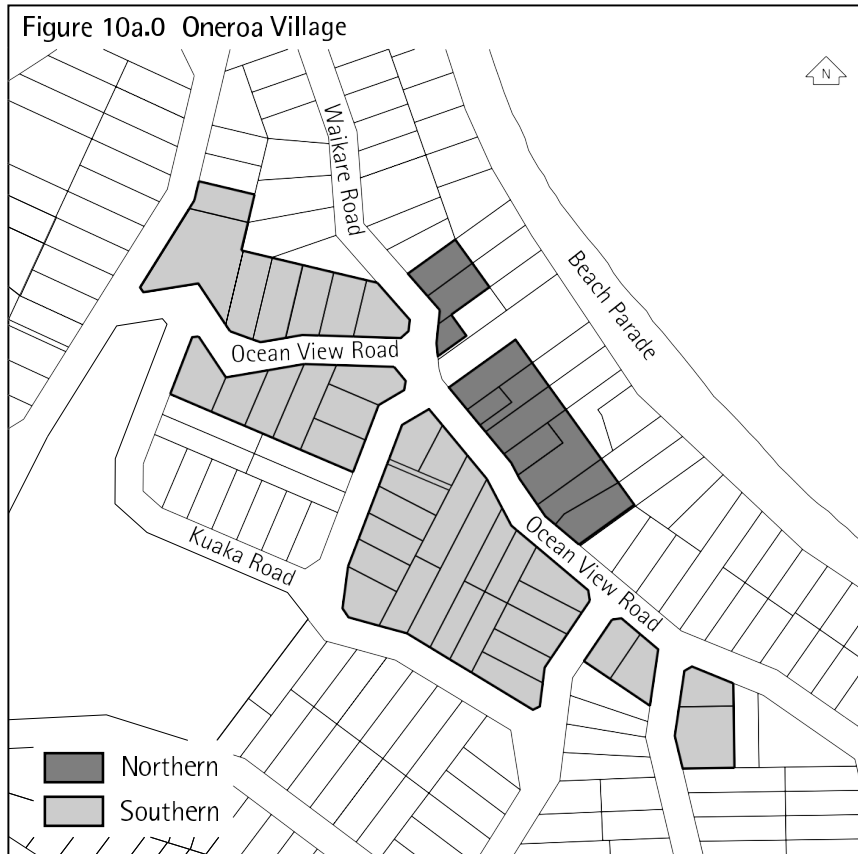 Figure 10a.0 Oneroa Village
N
Waikare Road
Beach Parade
Ocean View Road
Ocean View Road
Kuaka Road
Northern
Southern